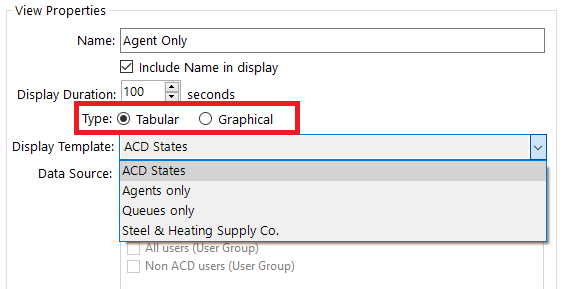 View Properties
Name: Agent Only
Include Name in display
Display Duration: 100 seconds
Type: Tabular Graphical
Display Template: ACD States
Data Source: ACD States
Agents only
Queues only
Steel & Heating Supply Co.
All users (User Group)
Non ACD users (User Group)